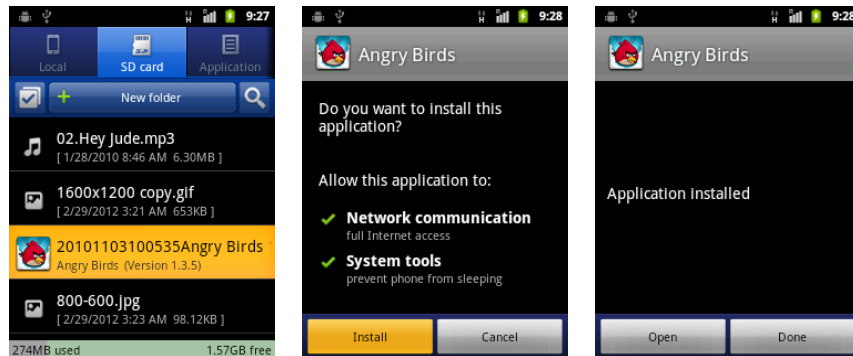 9:27
Local
SD card
Application
New folder
02.Hey Jude.mp3
[ 1/28/2010 8:46 AM 6.30MB ]
1600x1200 copy.gif
[ 2/29/2012 3:21 AM 653KB ]
20101103100535Angry Birds
Angry Birds (Version 1.3.5)
800-600.jpg
[ 2/29/2012 3:23 AM 98.12KB ]
274MB used
1.57GB free
H
9:28
Angry Birds
Do you want to install this
application?
Allow this application to:
Network communication
full Internet access
System tools
prevent phone from sleeping
Install
Cancel
H
9:28
Angry Birds
Application installed
Open
Done